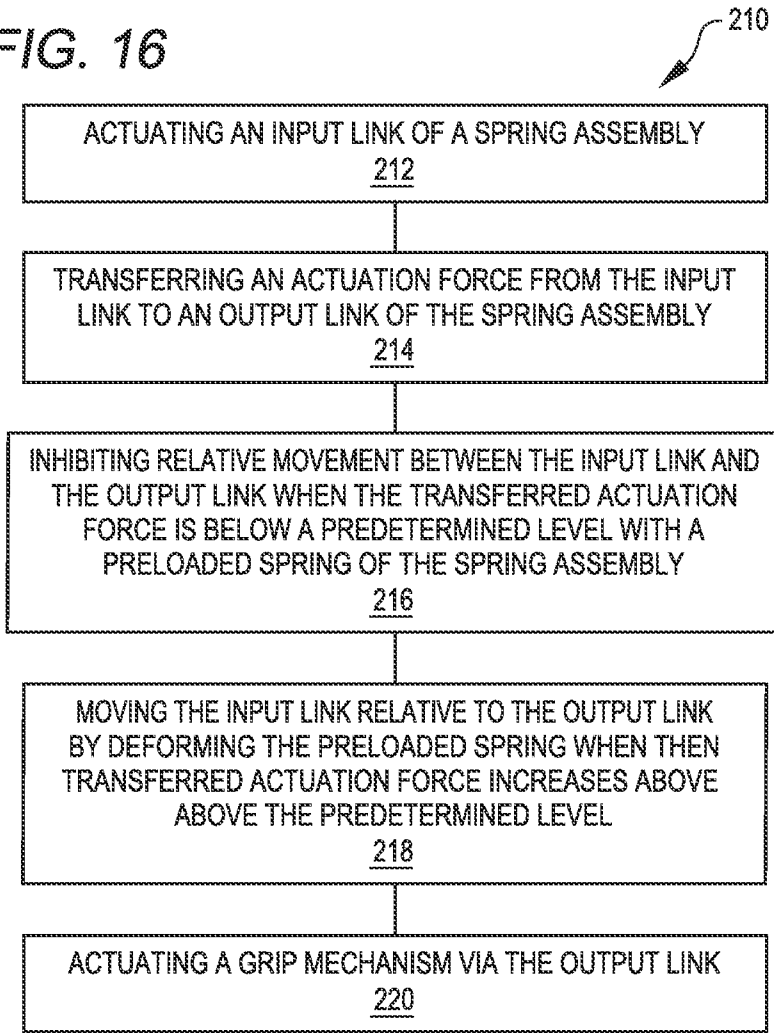 FIG. 16
210
ACTUATING AN INPUT LINK OF A SPRING ASSEMBLY
212
TRANSFERRING AN ACTUATION FORCE FROM THE INPUT
LINK TO AN OUTPUT LINK OF THE SPRING ASSEMBLY
214
INHIBITING RELATIVE MOVEMENT BETWEEN THE INPUT LINK AND
THE OUTPUT LINK WHEN THE TRANSFERRED ACTUATION
FORCE IS BELOW A PREDETERMINED LEVEL WITH A
PRELOADED SPRING OF THE SPRING ASSEMBLY
216
MOVING THE INPUT LINK RELATIVE TO THE OUTPUT LINK
BY DEFORMING THE PRELOADED SPRING WHEN THEN
TRANSFERRED ACTUATION FORCE INCREASES ABOVE
ABOVE THE PREDETERMINED LEVEL
218
ACTUATING A GRIP MECHANISM VIA THE OUTPUT LINK
220